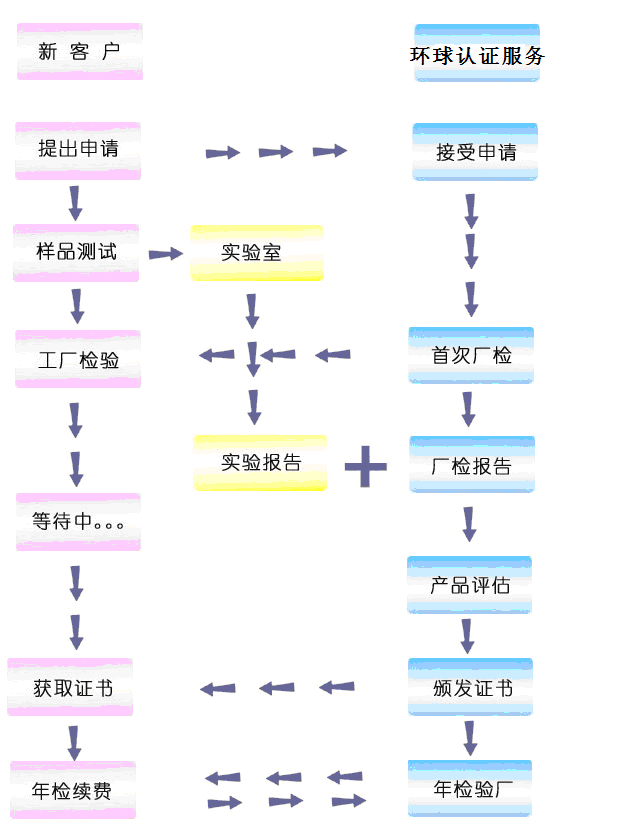 新 客 户
环球认证服务
提出申请
接受申请
样品测试
实验室
工厂检验
首次厂检
实验报告
厂检报告
等待中。。。
产品评估
获取证书
颁发证书
年检续费
年检验厂